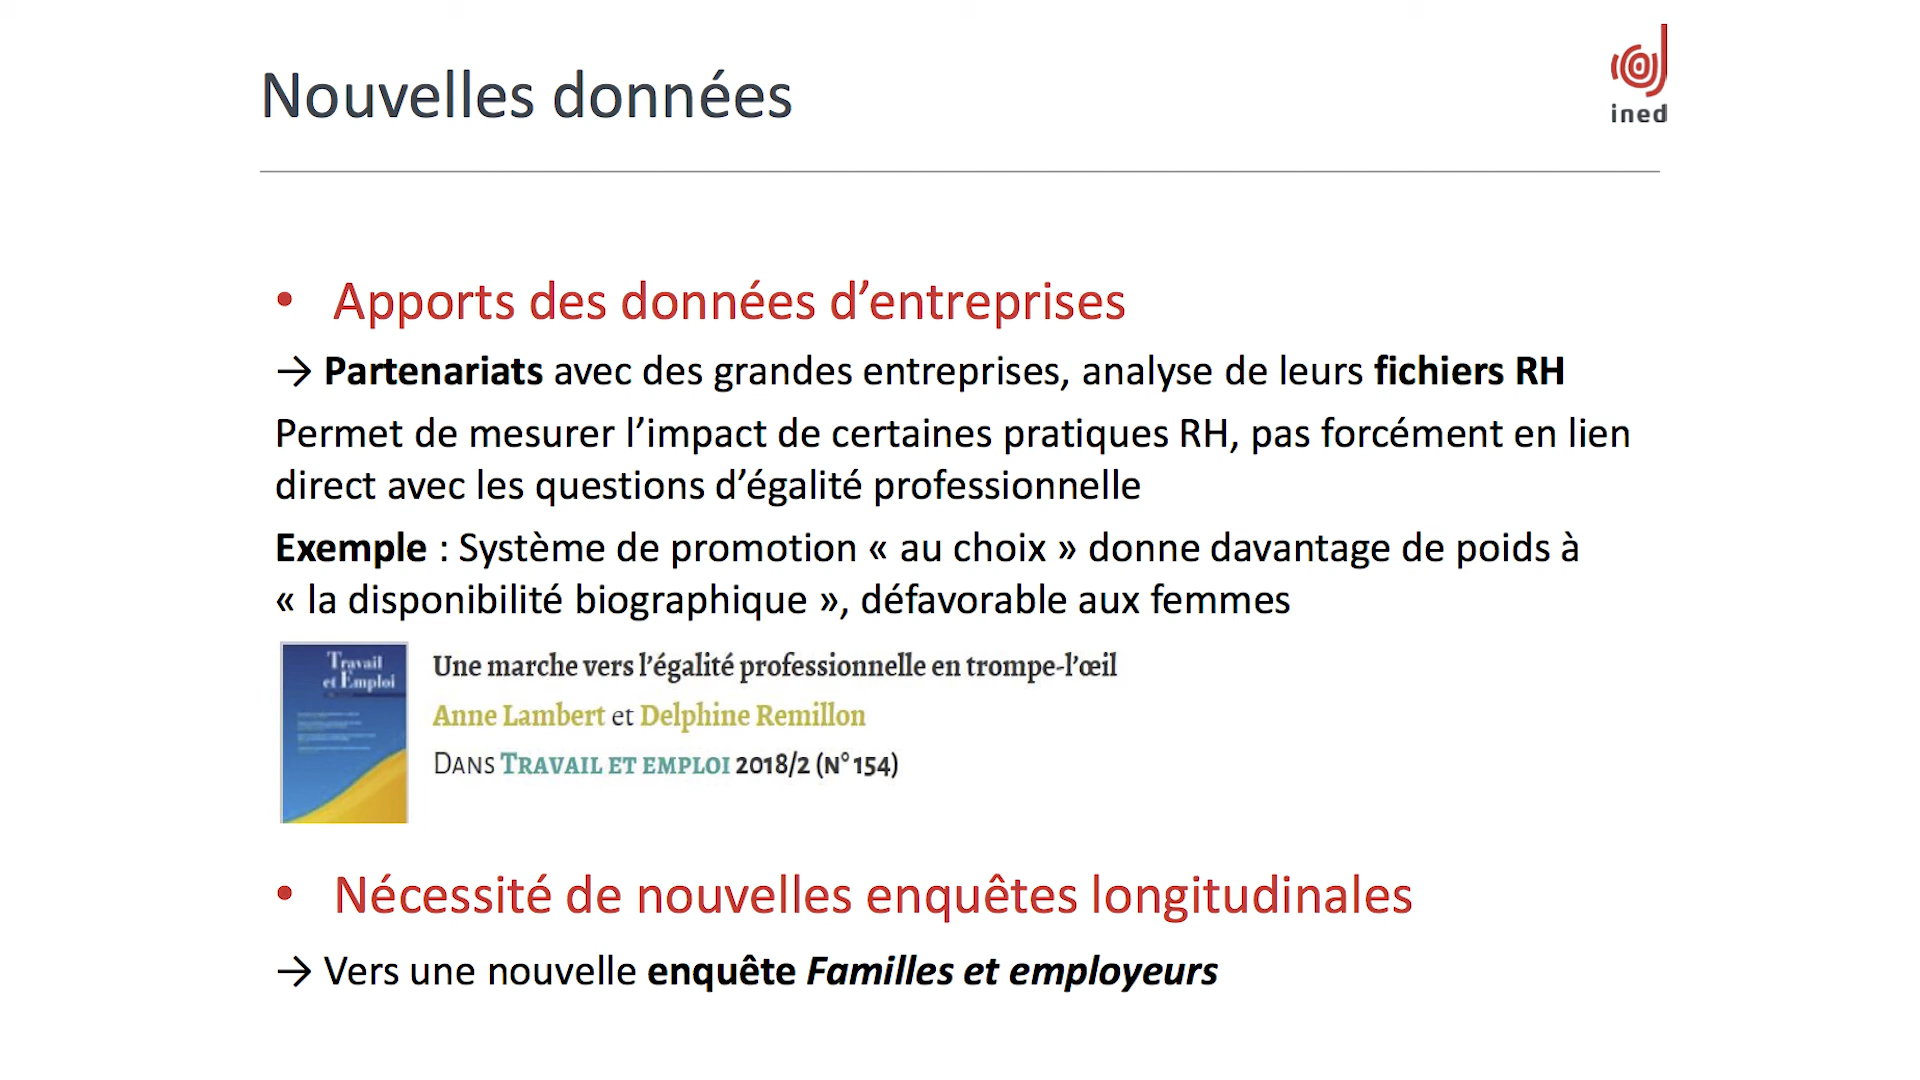 Nouvelles données
ined
• Apports des données d’entreprises
→ Partenariats avec des grandes entreprises, analyse de leurs fichiers RH
Permet de mesurer l’impact de certaines pratiques RH, pas forcément en lien
direct avec les questions d’égalité professionnelle
Exemple : Système de promotion « au choix » donne davantage de poids à
« la disponibilité biographique », défavorable aux femmes
Travail
et Emploi
Une marche vers l’égalité professionnelle en trompe-l’œil
Anne Lambert et Delphine Remillon
Dans Travail et emploi 2018/2 (N° 154)
• Nécessité de nouvelles enquêtes longitudinales
→ Vers une nouvelle enquête Familles et employeurs